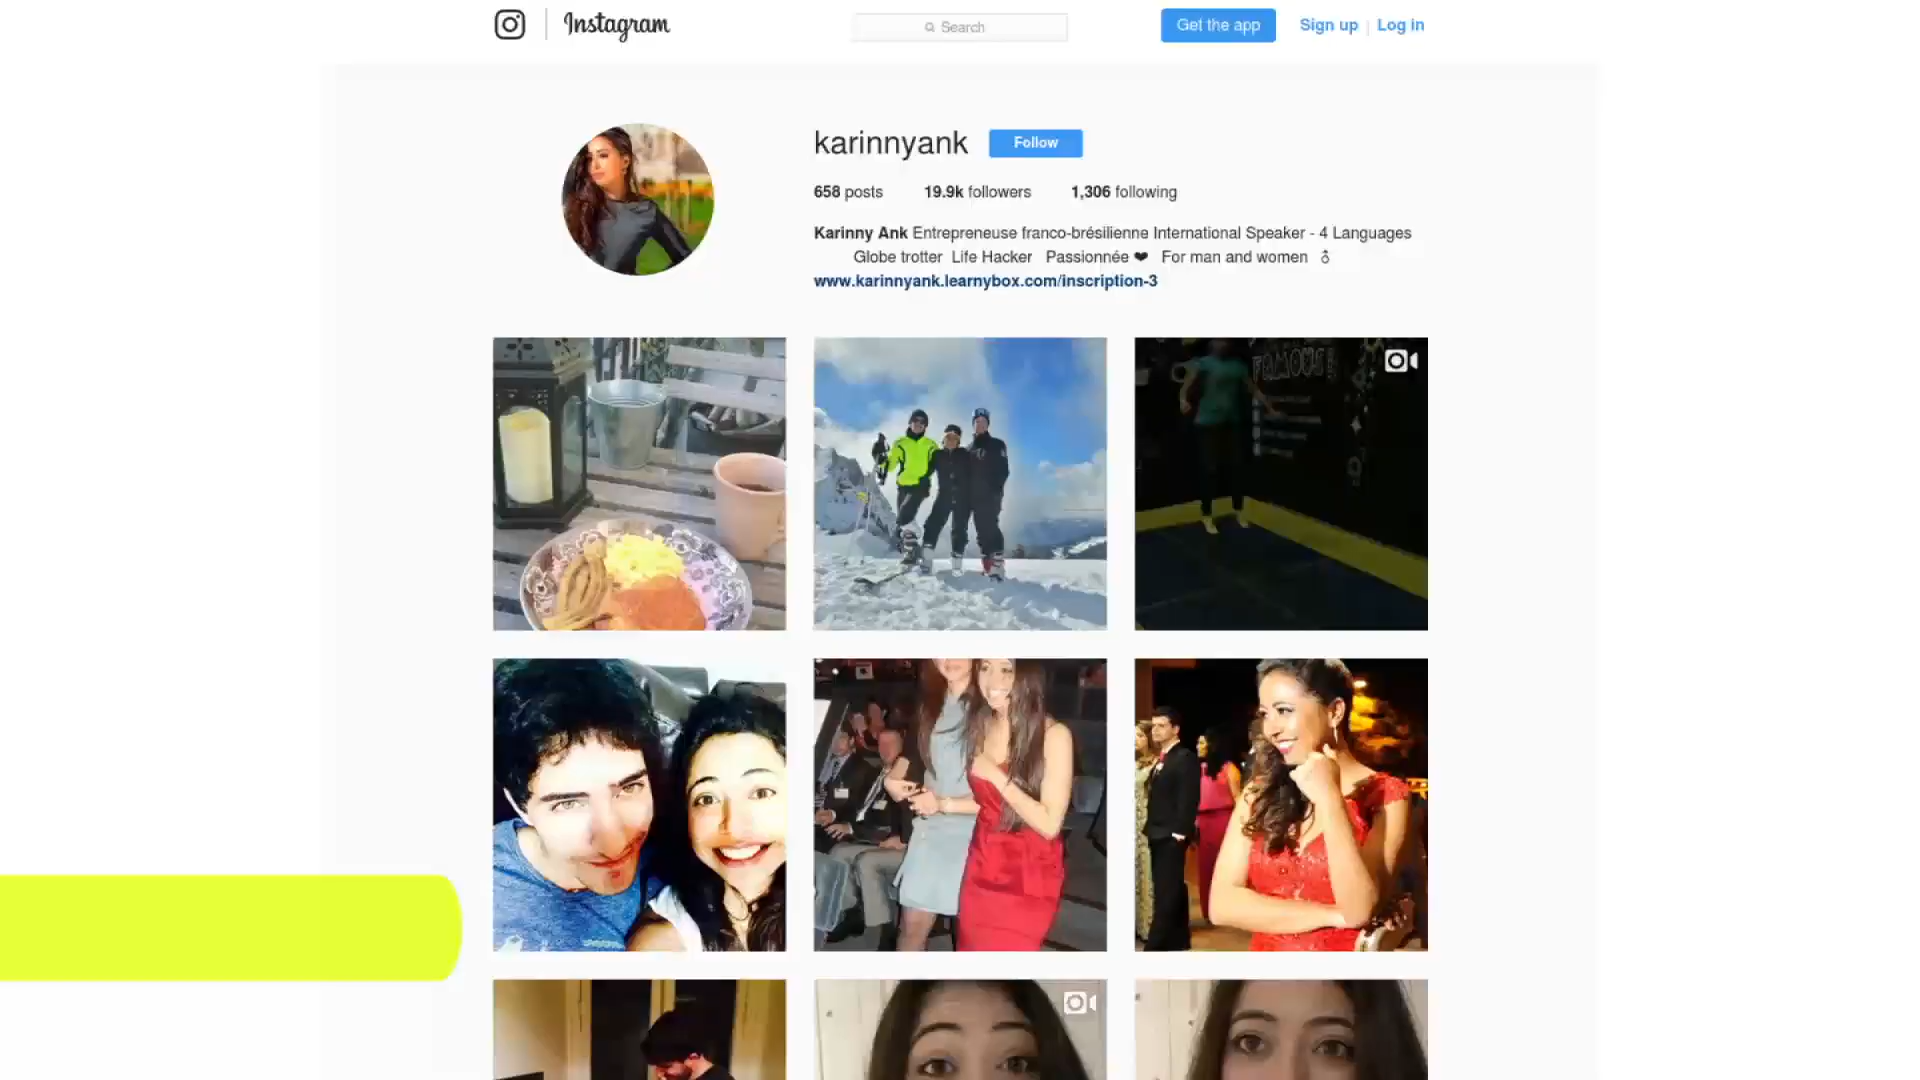 Instagram
Search
Get the app
Sign up | Log in
karinnyank
Follow
658 posts 19.9k followers 1,306 following
Karinny Ank Entrepreneuse franco-brésilienne International Speaker - 4 Languages
Globe trotter Life Hacker Passionnée ❤ For man and women
www.karinnyank.learnybox.com/inscription-3
FAMOUS